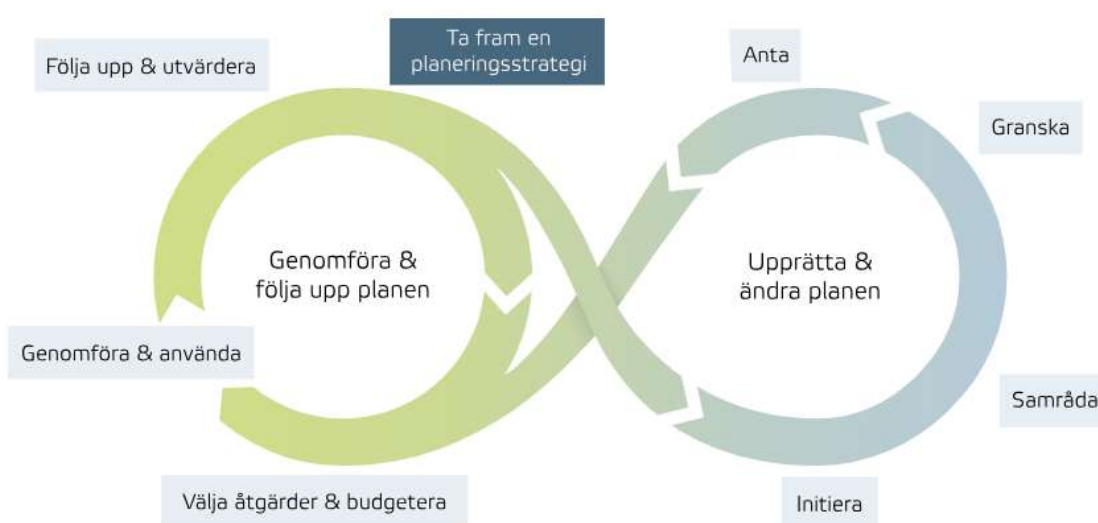 Ta fram en
planeringsstrategi
Följa upp & utvärdera
Anta
Granska
Genomföra &
följa upp planen
Upprätta &
ändra planen
Genomföra & använda
Samråda
Välja åtgärder & budgetera
Initiera